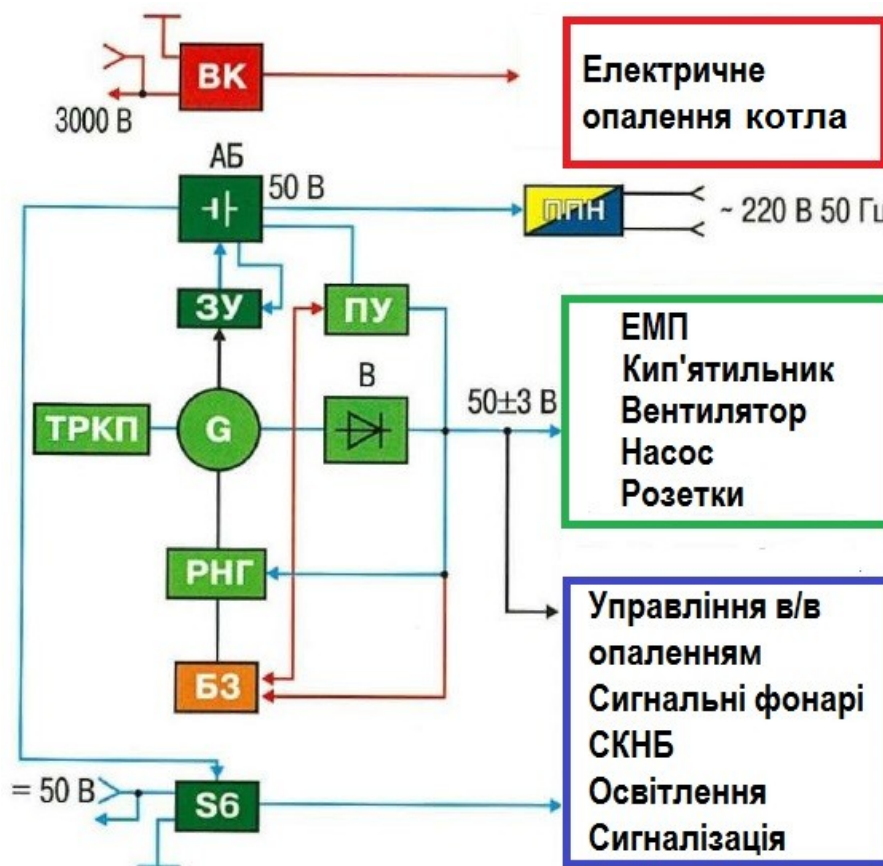 ВК
3000 В
Електричне
опалення котла
АБ
50 В
ППН
~ 220 В 50 Гц
ЗУ
ПУ
В
ТРКП
G
50±3 В
ЕМП
Кип'ятильник
Вентилятор
Насос
Розетки
РНГ
БЗ
Управління в/в
опаленням
Сигнальні фонарі
СКНБ
Освітлення
Сигналізація
= 50 В
S6